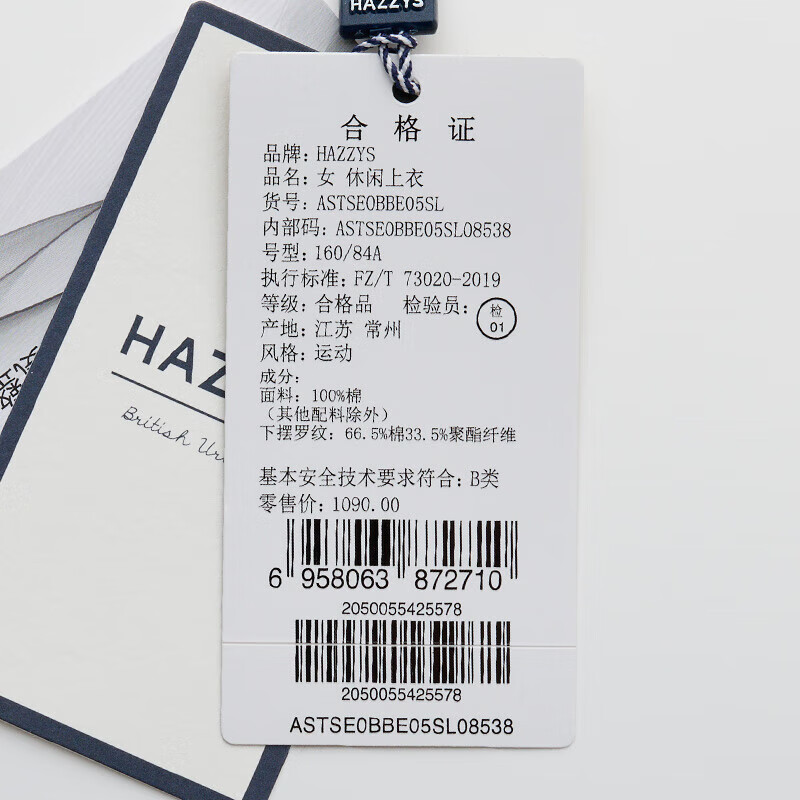 HAZZYS
合格证
品牌: HAZZYS
品名: 女 休闲上衣
货号: ASTSE0BBE05SL
内部码: ASTSE0BBE05SL08538
号型: 160/84A
执行标准: FZ/T 73020-2019
等级: 合格品 检验员: 检 01
产地: 江苏 常州
风格: 运动
成分:
面料: 100%棉
（其他配料除外）
下摆罗纹: 66.5%棉33.5%聚酯纤维
基本安全技术要求符合: B类
零售价: 1090.00
6 958063 872710
2050055425578
2050055425578
ASTSE0BBE05SL08538
HAZ
British